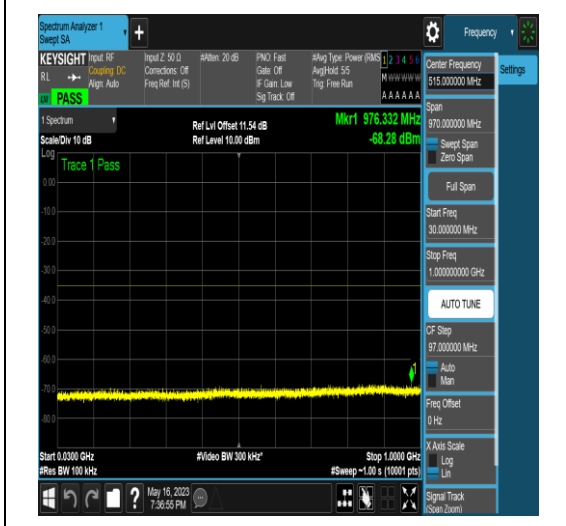 Spectrum Analyzer 1
Swept SA
Frequency
KEYSIGHT
Input: RF
Coupling: DC
Align: Auto
Input Z: 50 Ω
Corrections: Off
Freq Ref: Int (S)
#Atten: 20 dB
PNO: Fast
Gate: Off
IF Gain: Low
Sig Track: Off
#Avg Type: Power (RMS
Avg|Hold: 5/5
Trig: Free Run
1 2 3 4 5 6
M W W W W W
A A A A A A
R L
PASS
Center Frequency
515.000000 MHz
Settings
Span
970.000000 MHz
Swept Span
Zero Span
Full Span
Start Freq
30.000000 MHz
Stop Freq
1.000000000 GHz
AUTO TUNE
CF Step
97.000000 MHz
Auto
Man
Freq Offset
0 Hz
X Axis Scale
Log
Lin
Signal Track
(Span Zoom)
1 Spectrum
Scale/Div 10 dB
Ref Lvl Offset 11.54 dB
Ref Level 10.00 dBm
Mkr1 976.332 MHz
-68.28 dBm
Log
Trace 1 Pass
0.00
-10.0
-20.0
-30.0
-40.0
-50.0
-60.0
-70.0
-80.0
1
Start 0.0300 GHz
#Res BW 100 kHz
#Video BW 300 kHz*
Stop 1.0000 GHz
#Sweep ~1.00 s (10001 pts)
?
May 16, 2023
7:36:55 PM